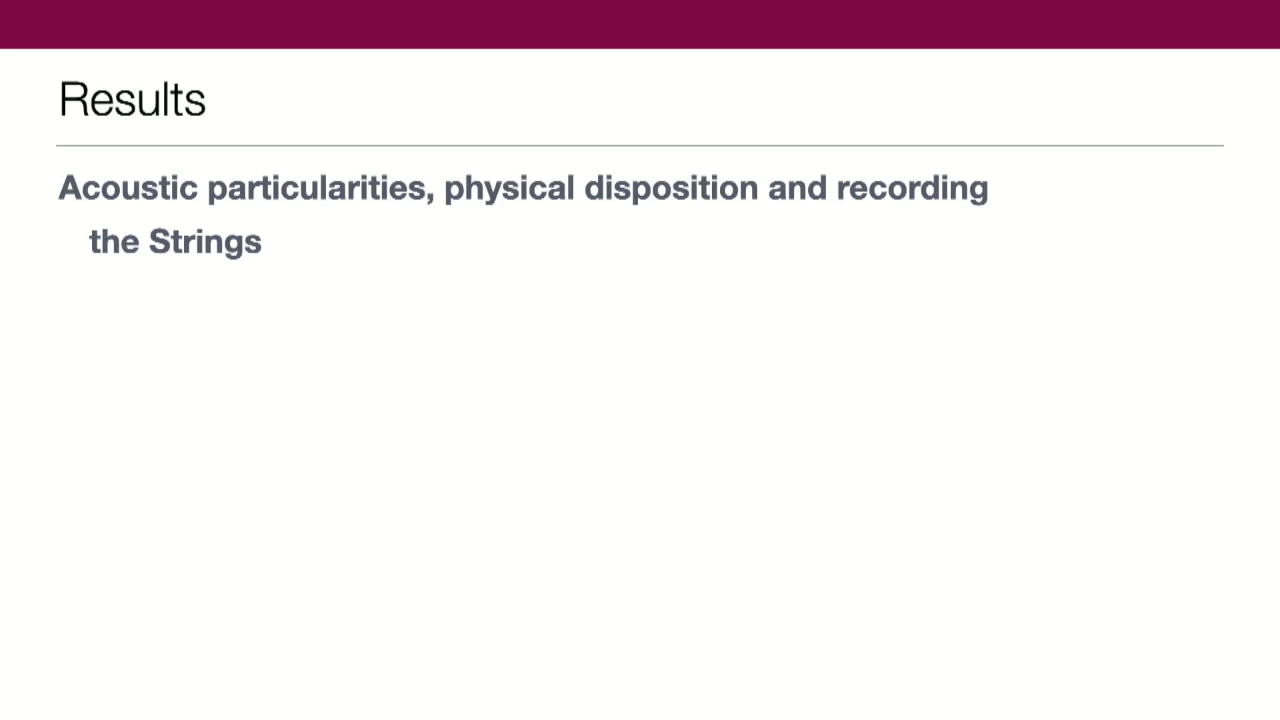 Results
Acoustic particularities, physical disposition and recording
the Strings